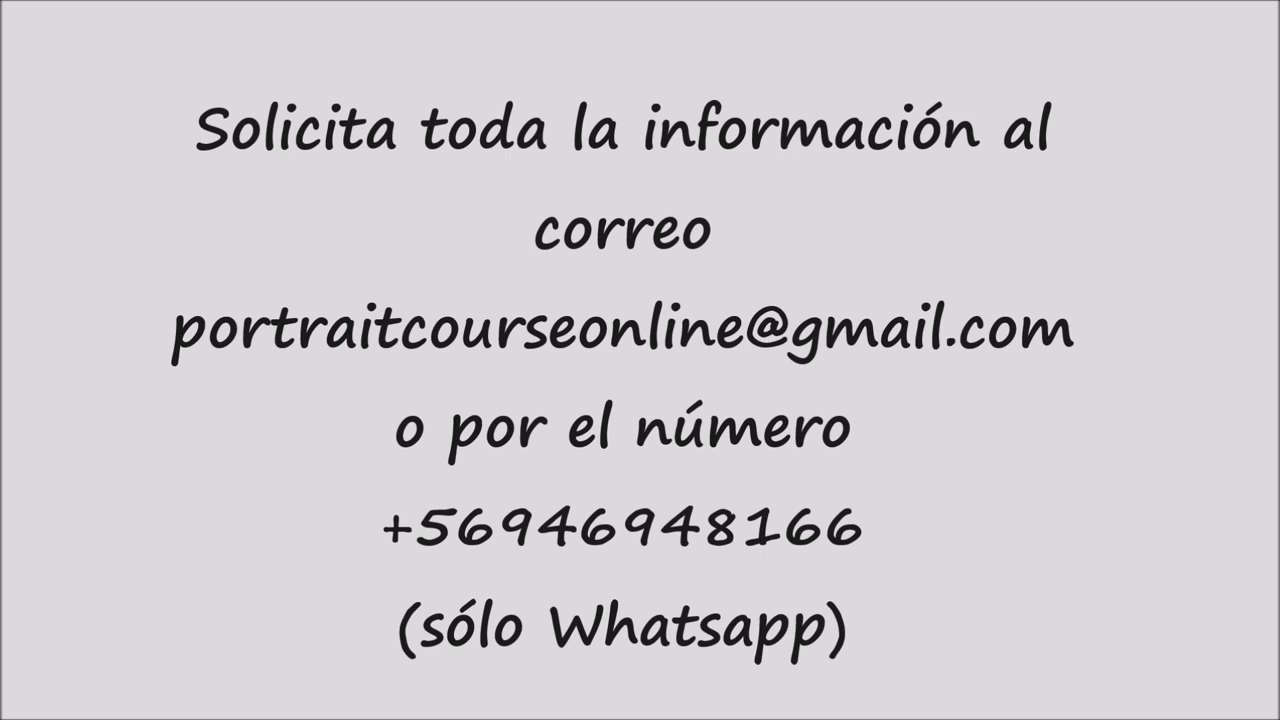 Solicita toda la información al
correo
portraitcourseonline@gmail.com
o por el número
+56946948166
(sólo Whatsapp)